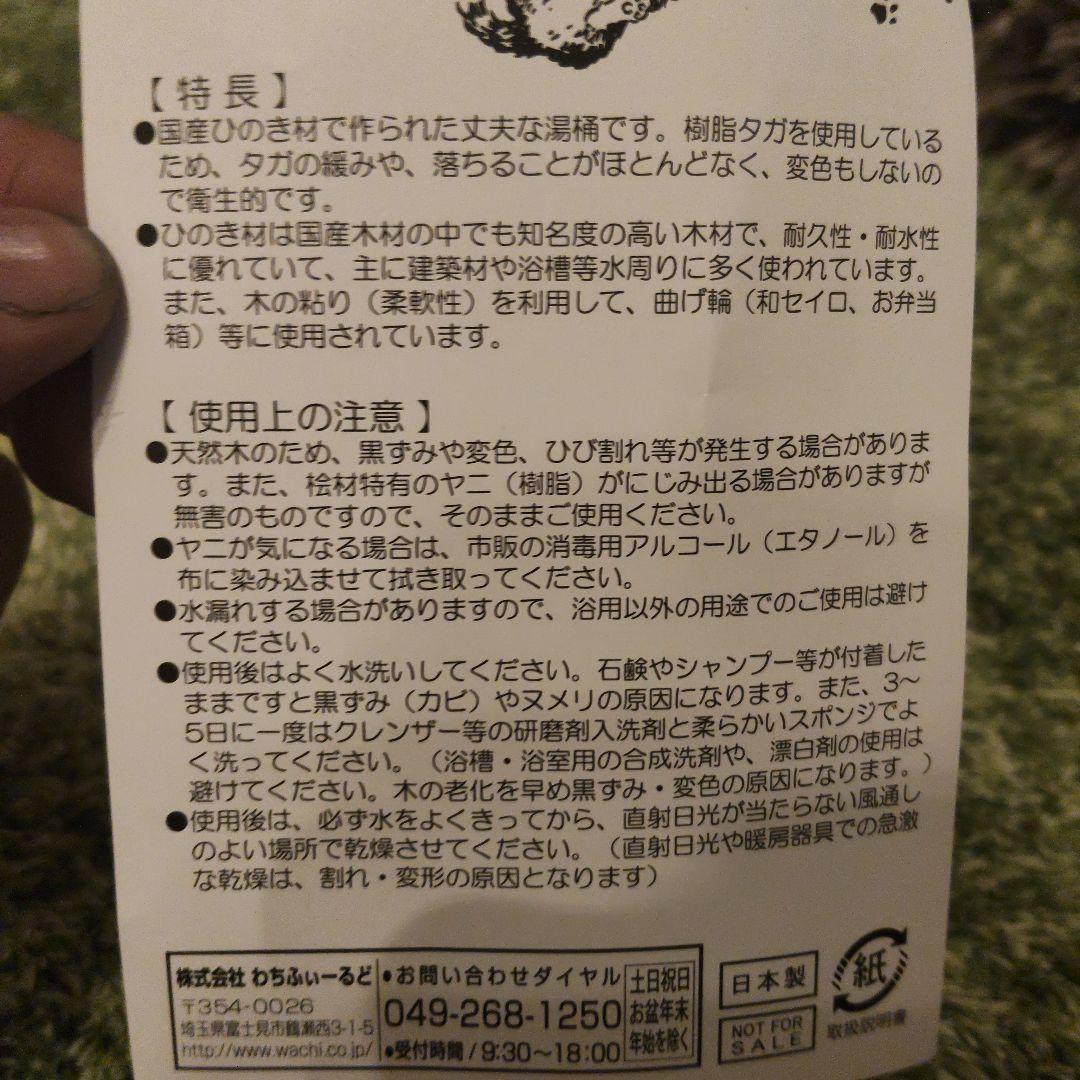 【 特 長 】
●国産ひのき材で作られた丈夫な湯桶です。樹脂タガを使用している
ため、タガの緩みや、落ちることがほとんどなく、変色もしないの
で衛生的です。
●ひのき材は国産木材の中でも知名度の高い木材で、耐久性・耐水性
に優れていて、主に建築材や浴槽等水周りに多く使われています。
また、木の粘り（柔軟性）を利用して、曲げ輪（和セイロ、お弁当
箱）等に使用されています。
【 使用上の注意 】
●天然木のため、黒ずみや変色、ひび割れ等が発生する場合がありま
す。また、桧材特有のヤニ（樹脂）がにじみ出る場合がありますが
無害のものですので、そのままご使用ください。
●ヤニが気になる場合は、市販の消毒用アルコール（エタノール）を
布に染み込ませて拭き取ってください。
●水漏れする場合がありますので、浴用以外の用途でのご使用は避け
てください。
●使用後はよく水洗いしてください。石鹸やシャンプー等が付着した
ままですと黒ずみ（カビ）やヌメリの原因になります。また、3～
5日に一度はクレンザー等の研磨剤入洗剤と柔らかいスポンジでよ
く洗ってください。（浴槽・浴室用の合成洗剤や、漂白剤の使用は
避けてください。木の老化を早め黒ずみ・変色の原因になります。）
●使用後は、必ず水をよくきってから、直射日光が当たらない風通し
のよい場所で乾燥させてください。（直射日光や暖房器具での急激
な乾燥は、割れ・変形の原因となります）
株式会社 わちふぃーるど
〒354-0026
埼玉県富士見市鶴瀬西3-1-5
http://www.wachi.co.jp/
●お問い合わせダイヤル
049-268-1250
●受付時間／9:30～18:00
土日祝日
お盆年末
年始を除く
日本製
NOT FOR
SALE
紙
取扱説明書